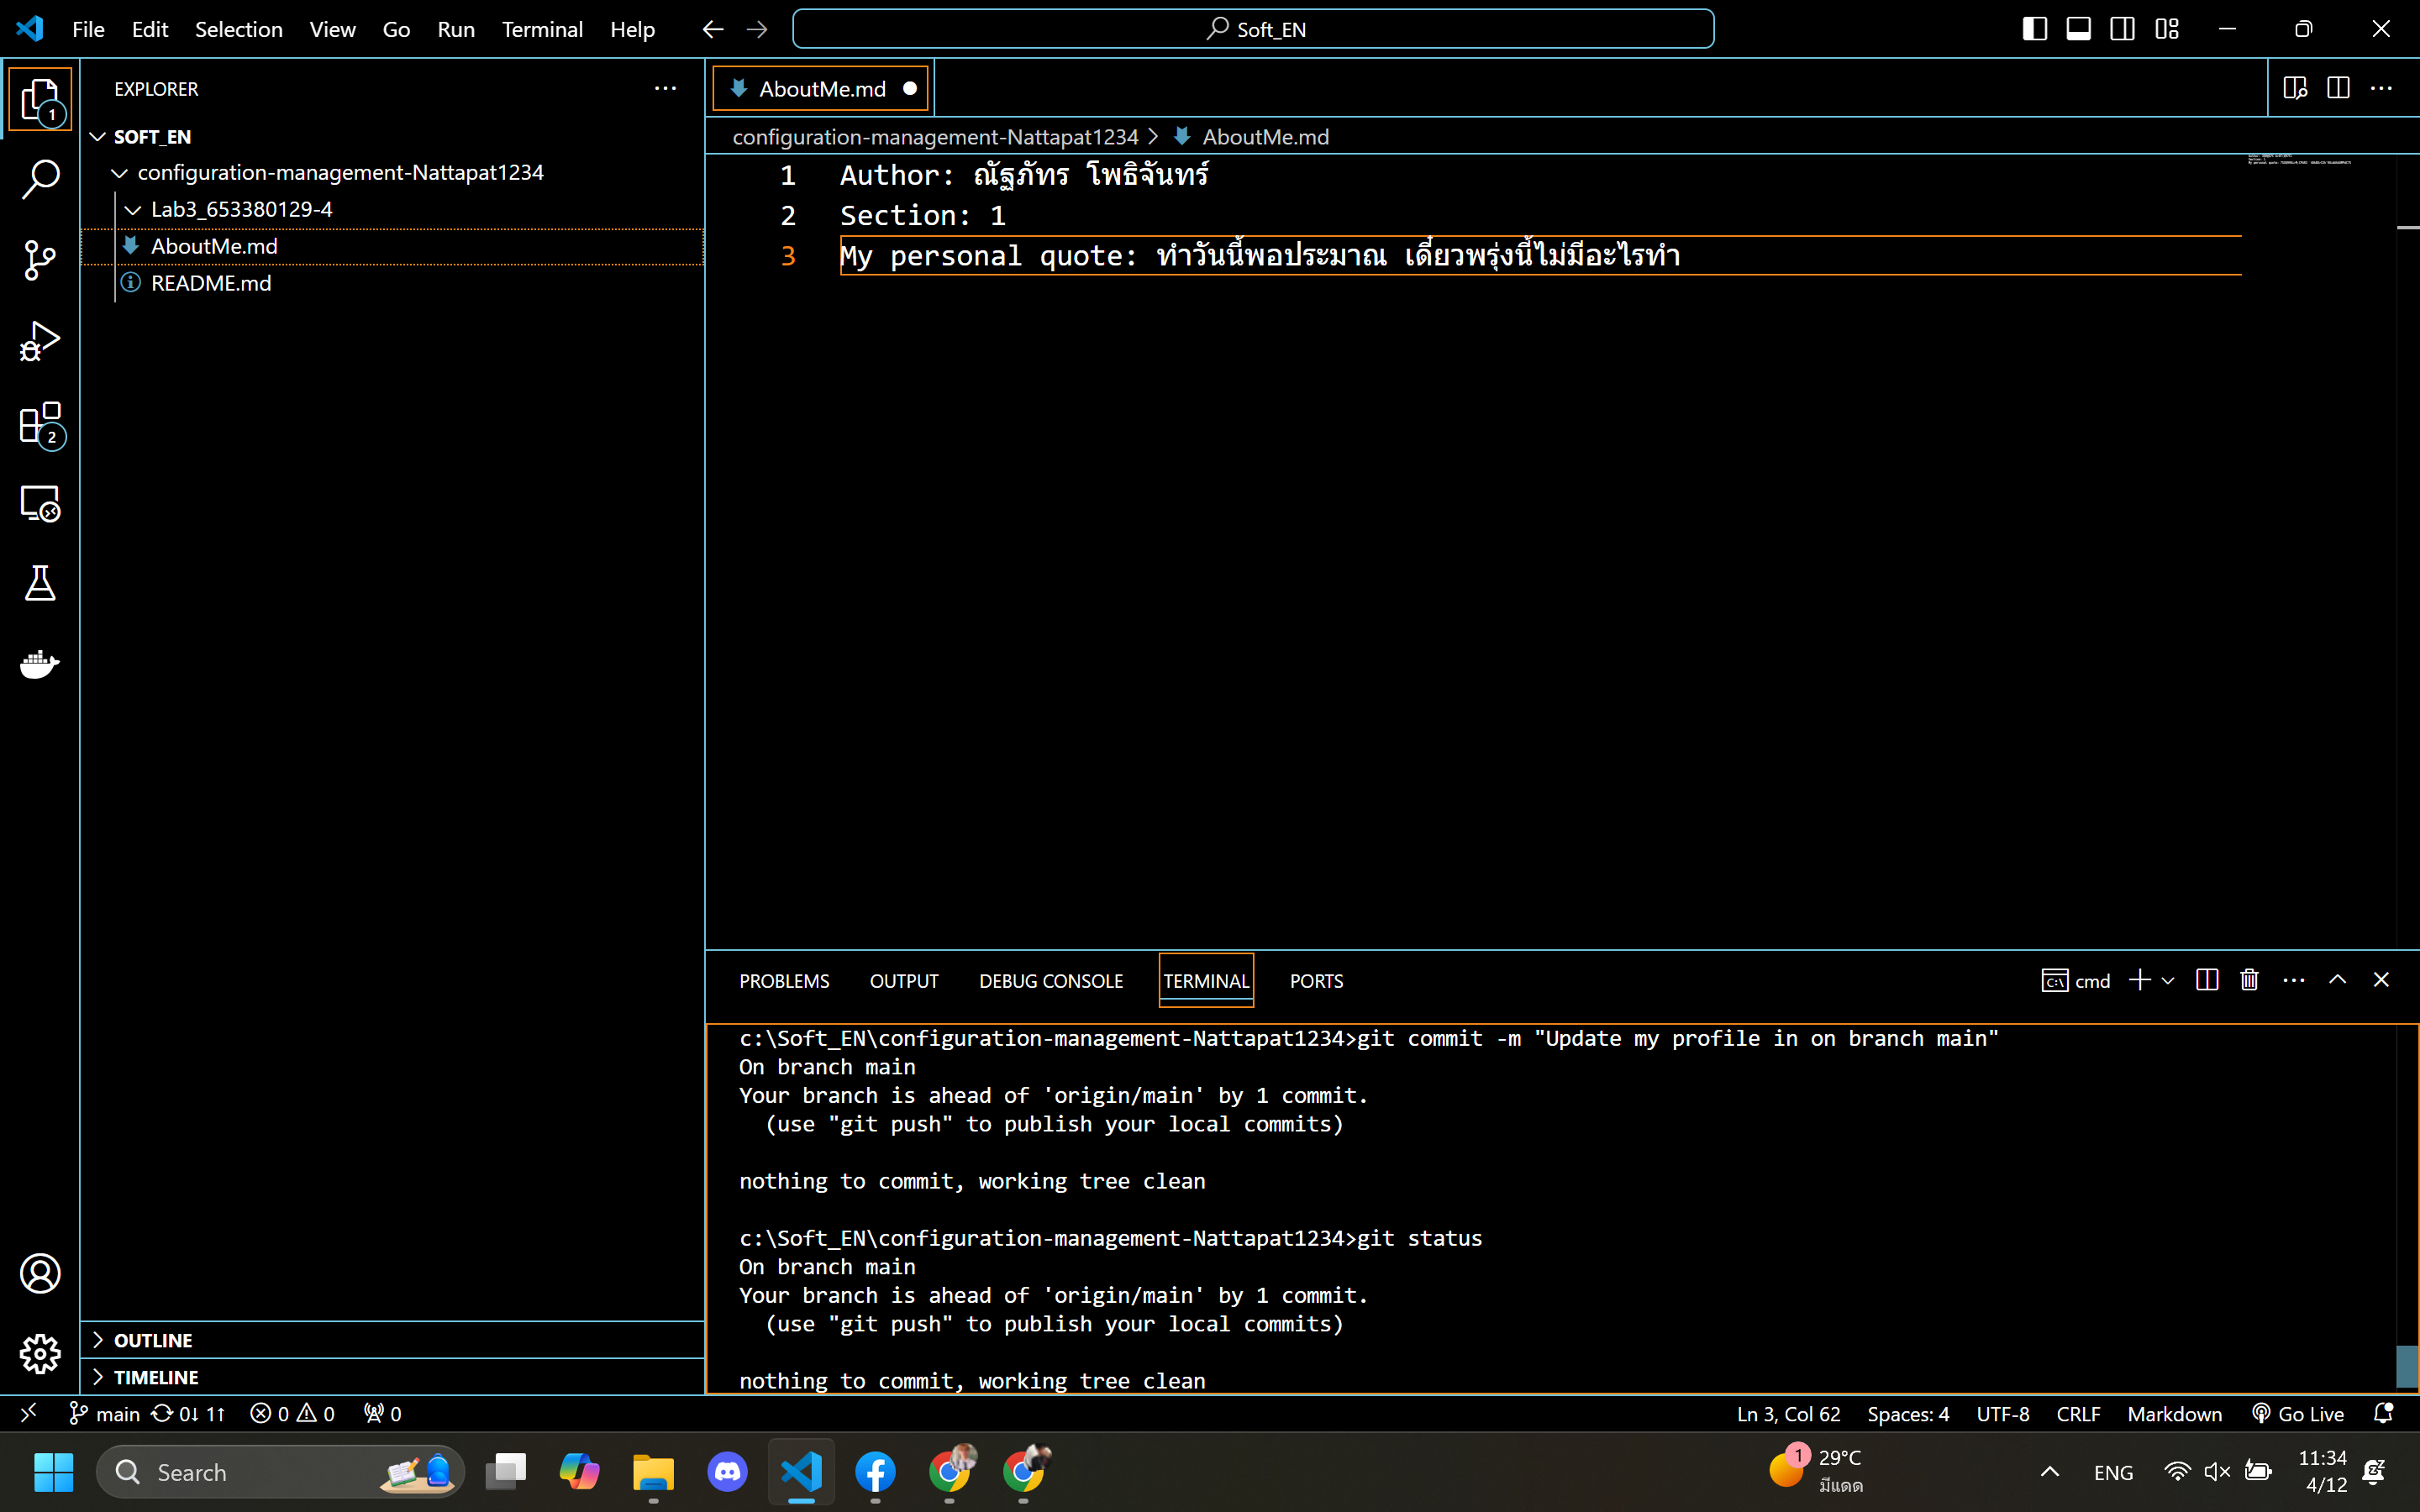 File Edit Selection View Go Run Terminal Help
Soft_EN
EXPLORER
1
SOFT_EN
configuration-management-Nattapat1234
Lab3_653380129-4
AboutMe.md
README.md
2
OUTLINE
TIMELINE
AboutMe.md
configuration-management-Nattapat1234 > AboutMe.md
1 Author: ณัฐภัทร โพธิจันทร์
2 Section: 1
3 My personal quote: ทำวันนี้พอประมาณ เดี๋ยวพรุ่งนี้ไม่มีอะไรทำ
PROBLEMS OUTPUT DEBUG CONSOLE TERMINAL PORTS
cmd
c:\Soft_EN\configuration-management-Nattapat1234>git commit -m "Update my profile in on branch main"
On branch main
Your branch is ahead of 'origin/main' by 1 commit.
(use "git push" to publish your local commits)
nothing to commit, working tree clean
c:\Soft_EN\configuration-management-Nattapat1234>git status
On branch main
Your branch is ahead of 'origin/main' by 1 commit.
(use "git push" to publish your local commits)
nothing to commit, working tree clean
main 0↓ 1↑ 0 0 0
Ln 3, Col 62 Spaces: 4 UTF-8 CRLF Markdown Go Live
Search
1
29°C
มีแดด
ENG
11:34
4/12